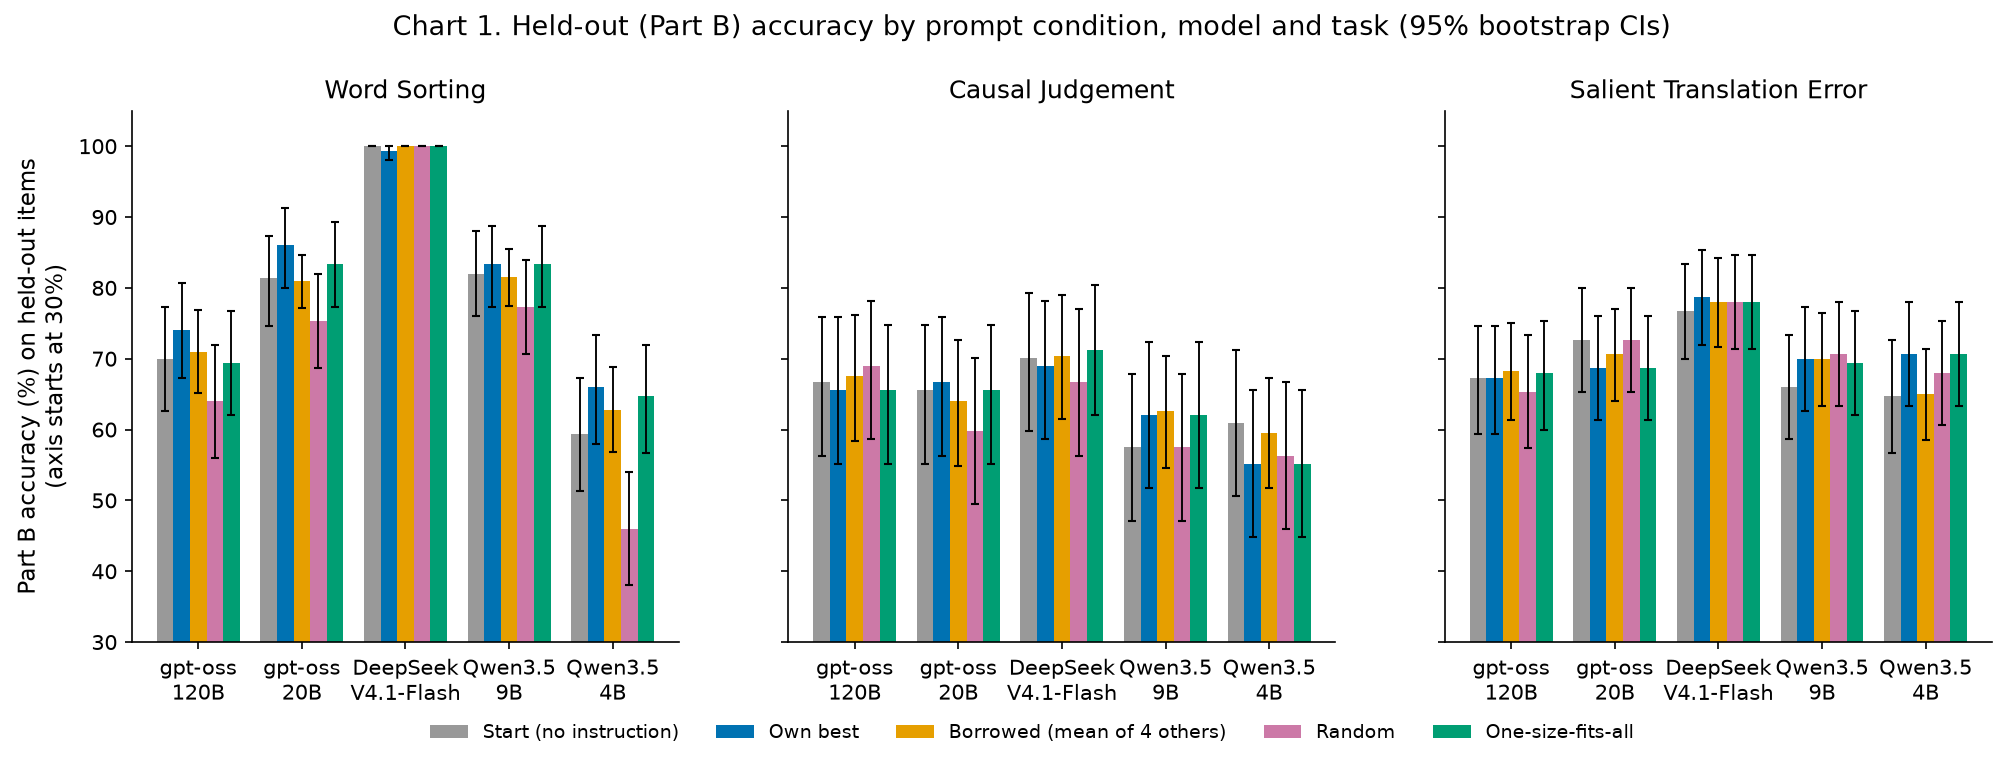 Chart 1. Held-out (Part B) accuracy by prompt condition, model and task (95% bootstrap CIs)
Word Sorting
Causal Judgement
Salient Translation Error
Part B accuracy (%) on held-out items
(axis starts at 30%)
100
90
80
70
60
50
40
30
gpt-oss
120B
gpt-oss
20B
DeepSeek
V4.1-Flash
Qwen3.5
9B
Qwen3.5
4B
gpt-oss
120B
gpt-oss
20B
DeepSeek
V4.1-Flash
Qwen3.5
9B
Qwen3.5
4B
gpt-oss
120B
gpt-oss
20B
DeepSeek
V4.1-Flash
Qwen3.5
9B
Qwen3.5
4B
Start (no instruction)
Own best
Borrowed (mean of 4 others)
Random
One-size-fits-all